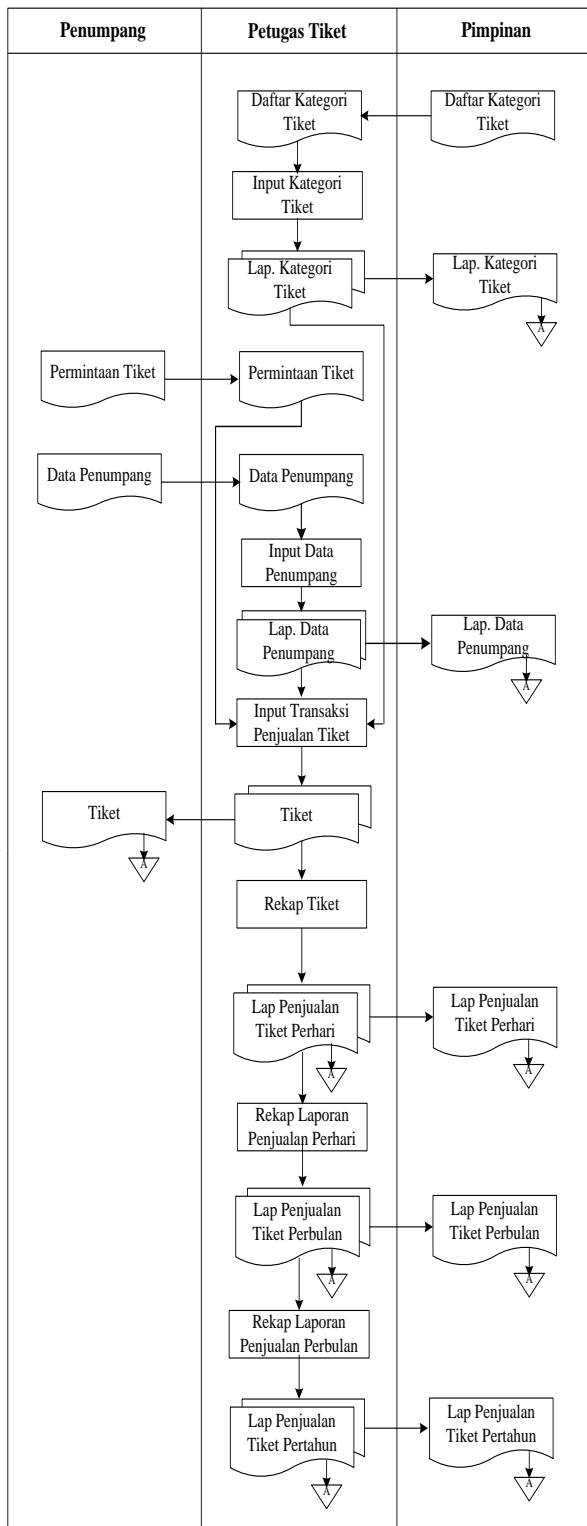 Penumpang
Petugas Tiket
Pimpinan
Daftar Kategori
Tiket
Daftar Kategori
Tiket
Input Kategori
Tiket
Lap. Kategori
Tiket
Lap. Kategori
Tiket
A
Permintaan Tiket
Permintaan Tiket
Data Penumpang
Data Penumpang
Input Data
Penumpang
Lap. Data
Penumpang
Lap. Data
Penumpang
A
Input Transaksi
Penjualan Tiket
Tiket
A
Tiket
Rekap Tiket
Lap Penjualan
Tiket Perhari
A
Lap Penjualan
Tiket Perhari
A
Rekap Laporan
Penjualan Perhari
Lap Penjualan
Tiket Perbulan
A
Lap Penjualan
Tiket Perbulan
A
Rekap Laporan
Penjualan Perbulan
Lap Penjualan
Tiket Pertahun
A
Lap Penjualan
Tiket Pertahun
A